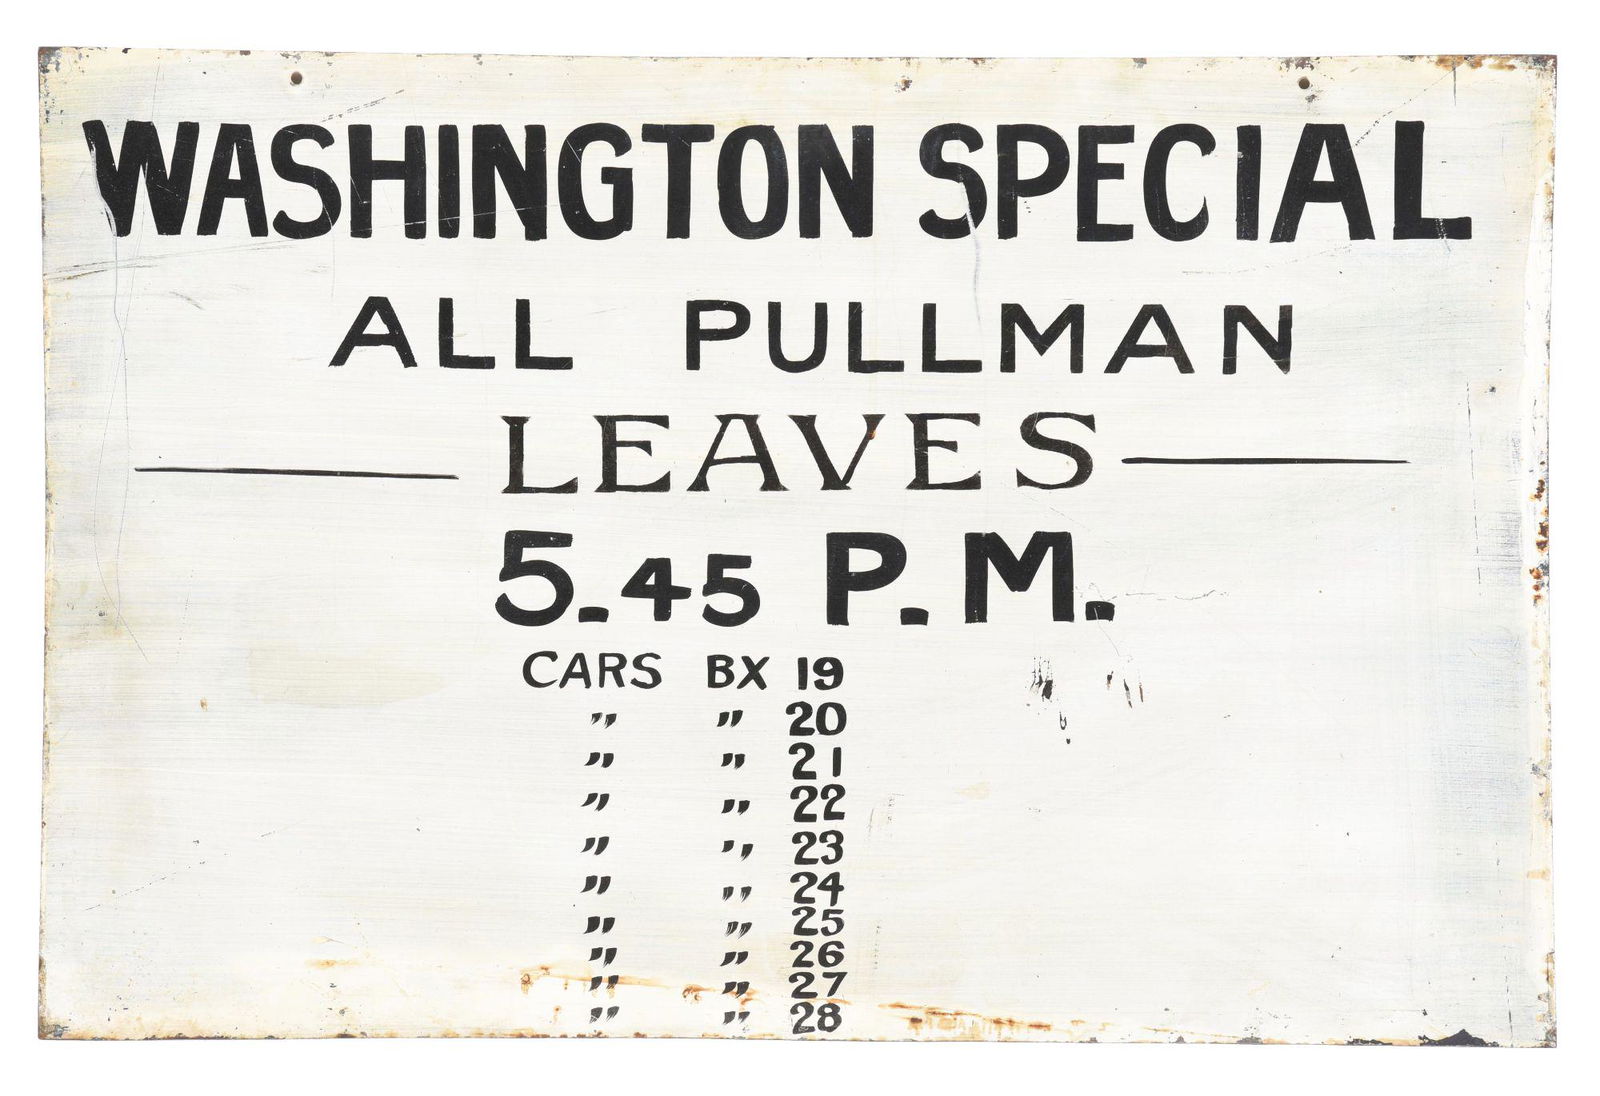 WASHINGTON SPECIAL
ALL PULLMAN
LEAVES
5.45 P.M.
CARS BX 19
" " 20
" " 21
" " 22
" " 23
" " 24
" " 25
" " 26
" " 27
" " 28